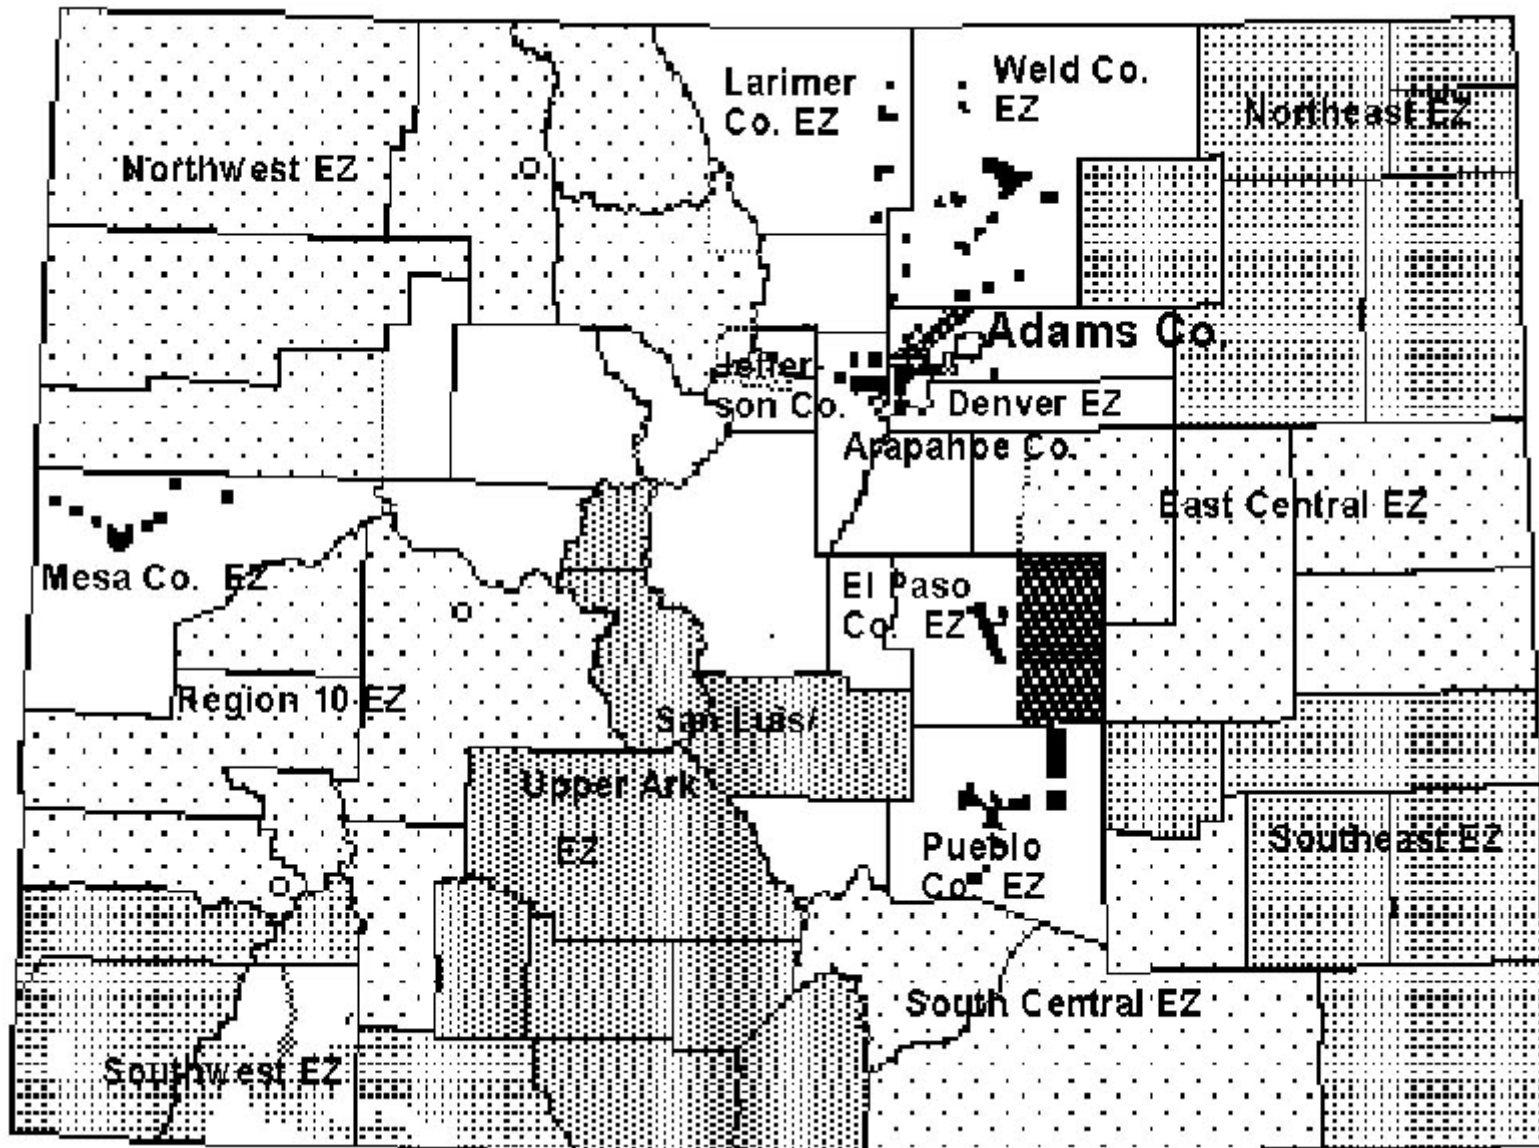 Larimer
Co. EZ
Weld Co.
EZ
Northeast EZ
Northwest EZ
Adams Co.
Jeffer-
son Co.
Denver EZ
Arapahoe Co.
East Central EZ
Mesa Co. EZ
El Paso
Co. EZ
Region 10 EZ
San Luis/
Upper Ark
EZ
Pueblo
Co. EZ
Southeast EZ
South Central EZ
Southwest EZ